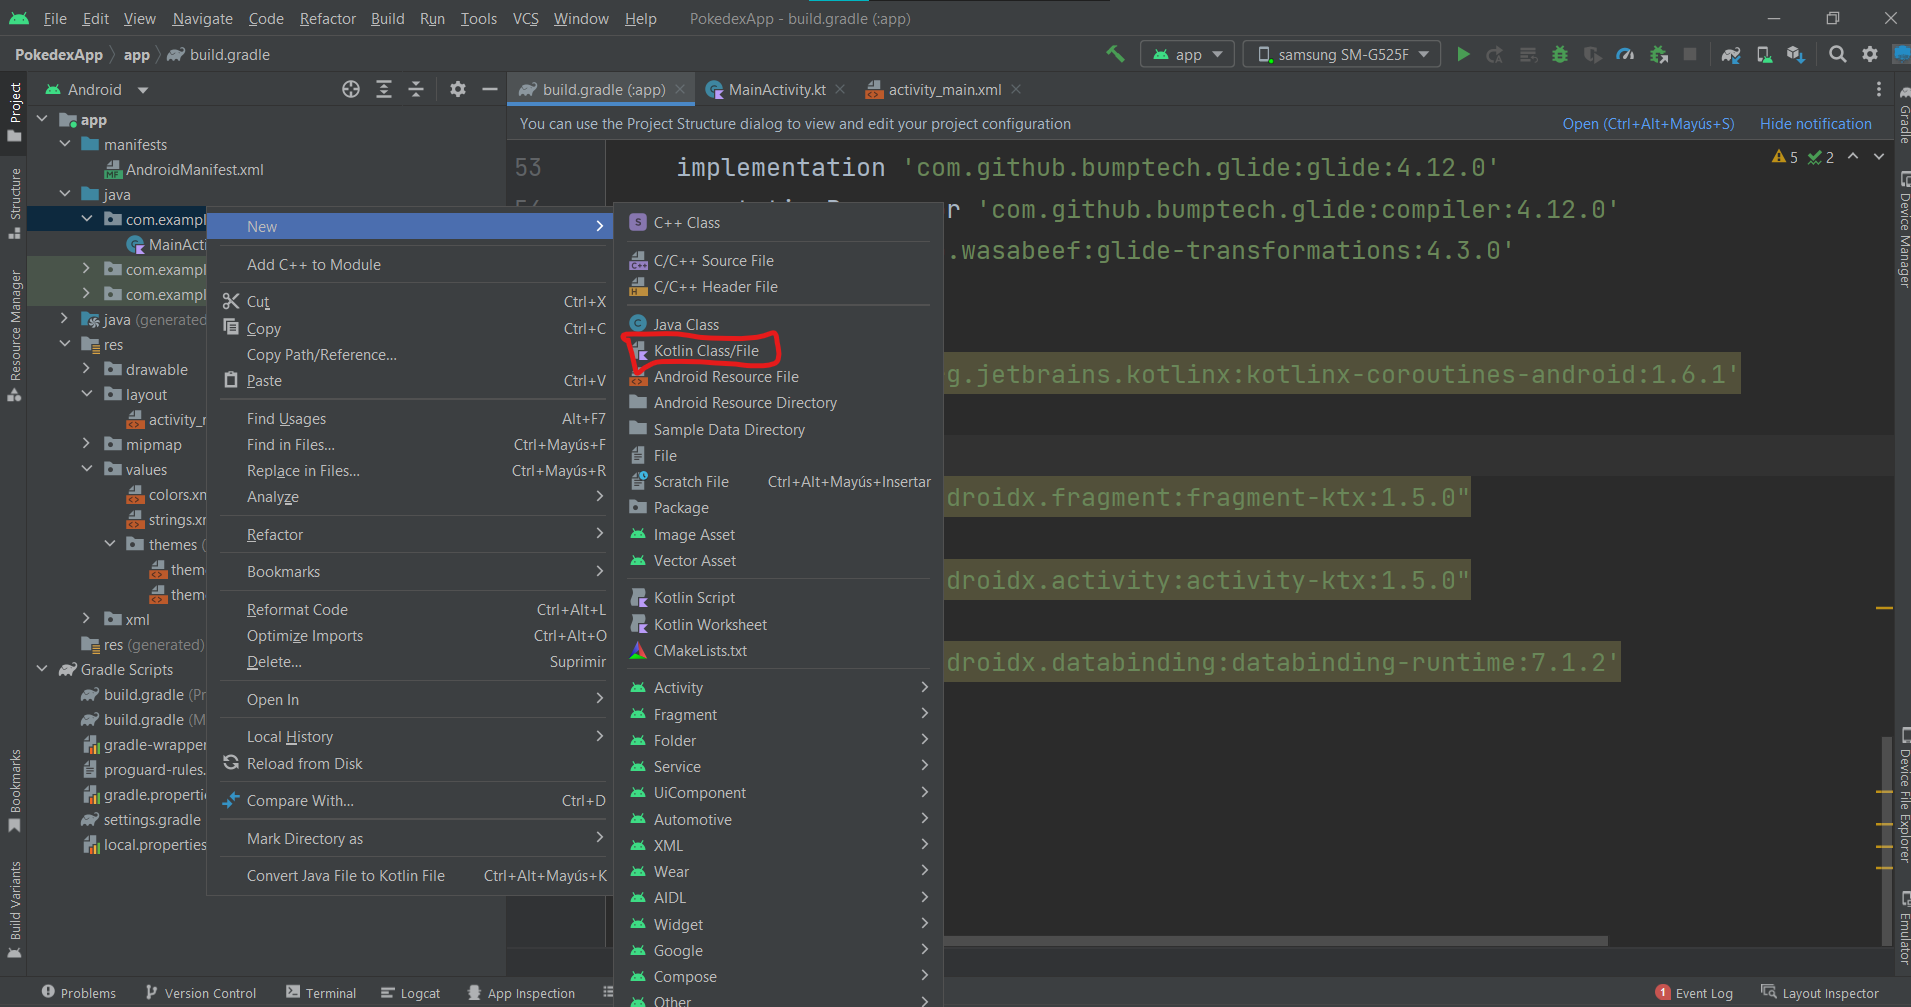 File Edit View Navigate Code Refactor Build Run Tools VCS Window Help PokedexApp - build.gradle (:app)
PokedexApp app build.gradle app samsung SM-G525F
Project
Structure
Resource Manager
Bookmarks
Build Variants
Android
app
manifests
AndroidManifest.xml
java
com.exampl
MainActi
com.exampl
com.exampl
java (generated
res
drawable
layout
activity_r
mipmap
values
colors.xn
strings.xr
themes (
them
them
xml
res (generated)
Gradle Scripts
build.gradle (Pr
build.gradle (M
gradle-wrapper
proguard-rules.
gradle.properti
settings.gradle
local.properties
New
Add C++ to Module
Cut Ctrl+X
Copy Ctrl+C
Copy Path/Reference...
Paste Ctrl+V
Find Usages Alt+F7
Find in Files... Ctrl+Mayús+F
Replace in Files... Ctrl+Mayús+R
Analyze
Refactor
Bookmarks
Reformat Code Ctrl+Alt+L
Optimize Imports Ctrl+Alt+O
Delete... Suprimir
Open In
Local History
Reload from Disk
Compare With... Ctrl+D
Mark Directory as
Convert Java File to Kotlin File Ctrl+Alt+Mayús+K
C++ Class
C/C++ Source File
C/C++ Header File
Java Class
Kotlin Class/File
Android Resource File
Android Resource Directory
Sample Data Directory
File
Scratch File Ctrl+Alt+Mayús+Insertar
Package
Image Asset
Vector Asset
Kotlin Script
Kotlin Worksheet
CMakeLists.txt
Activity
Fragment
Folder
Service
UiComponent
Automotive
XML
Wear
AIDL
Widget
Google
Compose
Other
build.gradle (:app) MainActivity.kt activity_main.xml
You can use the Project Structure dialog to view and edit your project configuration Open (Ctrl+Alt+Mayús+S) Hide notification
5 2
53 implementation 'com.github.bumptech.glide:glide:4.12.0'
r 'com.github.bumptech.glide:compiler:4.12.0'
.wasabeef:glide-transformations:4.3.0'
g.jetbrains.kotlinx:kotlinx-coroutines-android:1.6.1'
droidx.fragment:fragment-ktx:1.5.0"
droidx.activity:activity-ktx:1.5.0"
droidx.databinding:databinding-runtime:7.1.2'
Gradle
Device Manager
Device File Explorer
Emulator
Problems Version Control Terminal Logcat App Inspection 1 Event Log Layout Inspector